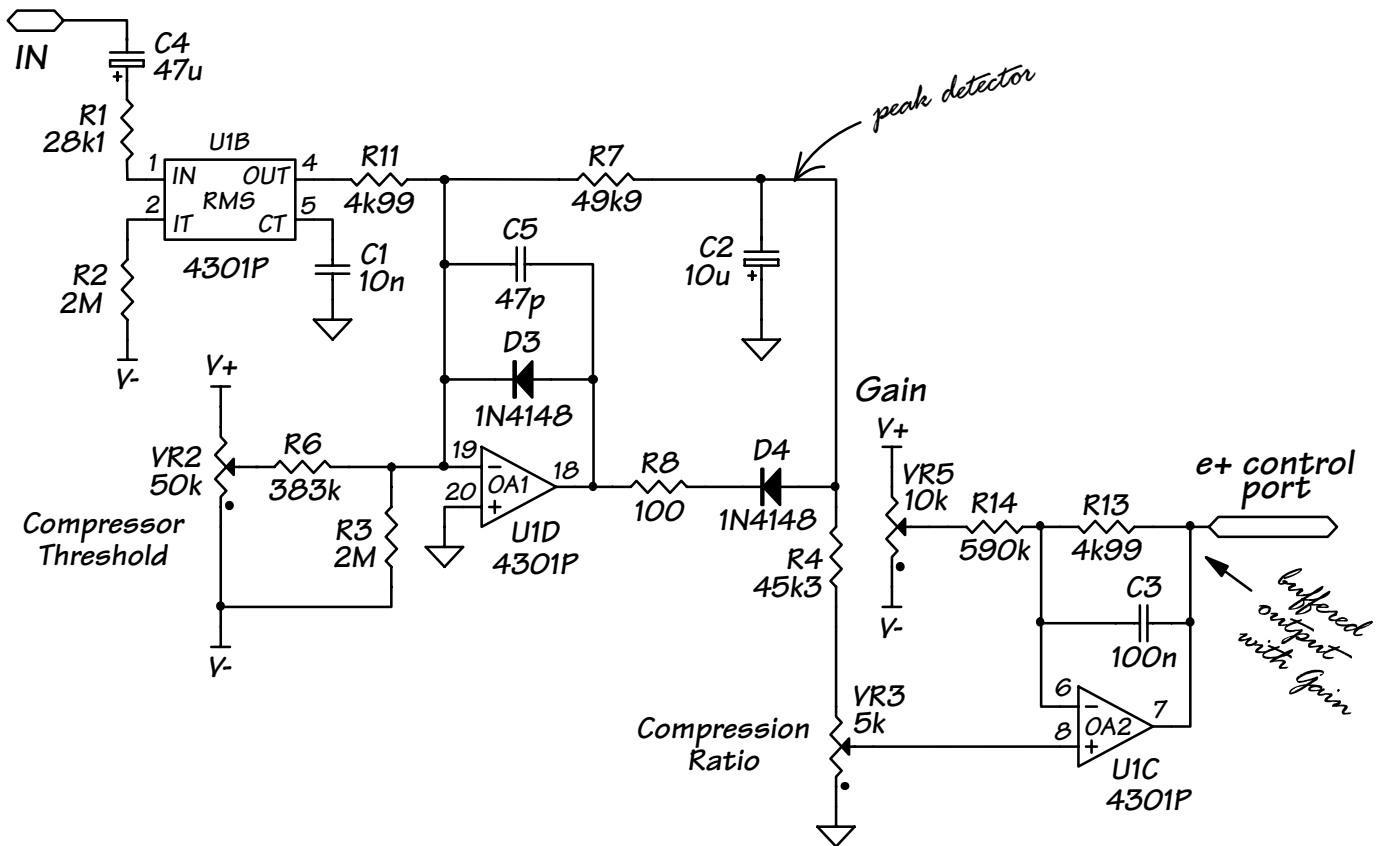 IN
C4
47u
R1
28k1
U1B
1
IN
OUT
4
RMS
2
IT
CT
5
4301P
R2
2M
V-
C1
10n
R11
4k99
R7
49k9
peak detector
C5
47p
C2
10u
D3
1N4148
V+
VR2
50k
Compressor
Threshold
R6
383k
R3
2M
V-
19
20
18
-
+
OA1
U1D
4301P
R8
100
D4
1N4148
R4
45k3
Gain
V+
VR5
10k
V-
R14
590k
R13
4k99
e+ control
port
C3
100n
buffered
output
with Gain
Compression
Ratio
VR3
5k
6
8
7
-
+
OA2
U1C
4301P